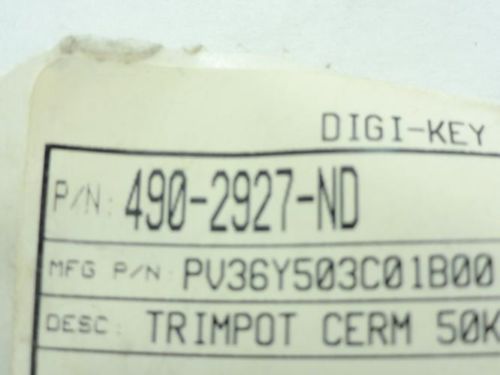 DIGI-KEY
P/N: 490-2927-ND
MFG P/N: PV36Y503C01B00
DESC: TRIMPOT CERM 50K